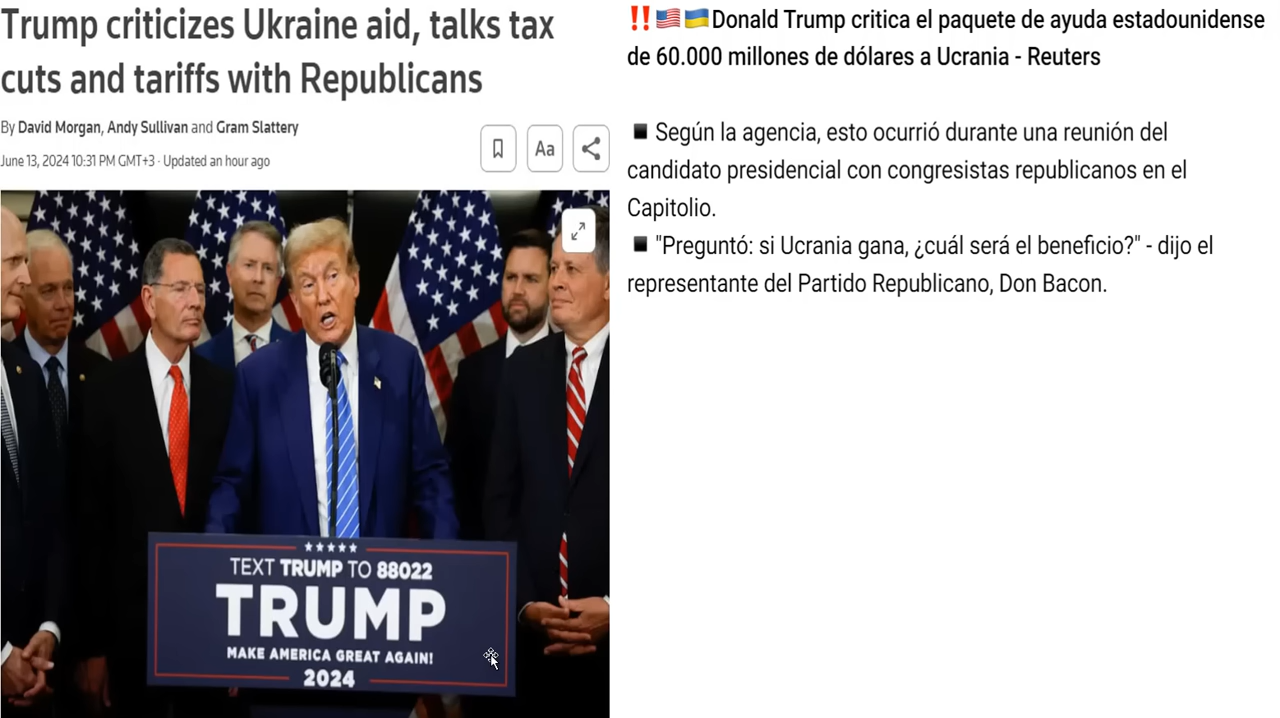 Trump criticizes Ukraine aid, talks tax
cuts and tariffs with Republicans
By David Morgan, Andy Sullivan and Gram Slattery
June 13, 2024 10:31 PM GMT+3 · Updated an hour ago
Aa
TEXT TRUMP TO 88022
TRUMP
MAKE AMERICA GREAT AGAIN!
2024
‼️🇺🇸🇺🇦Donald Trump critica el paquete de ayuda estadounidense
de 60.000 millones de dólares a Ucrania - Reuters
▪️Según la agencia, esto ocurrió durante una reunión del
candidato presidencial con congresistas republicanos en el
Capitolio.
▪️"Preguntó: si Ucrania gana, ¿cuál será el beneficio?" - dijo el
representante del Partido Republicano, Don Bacon.